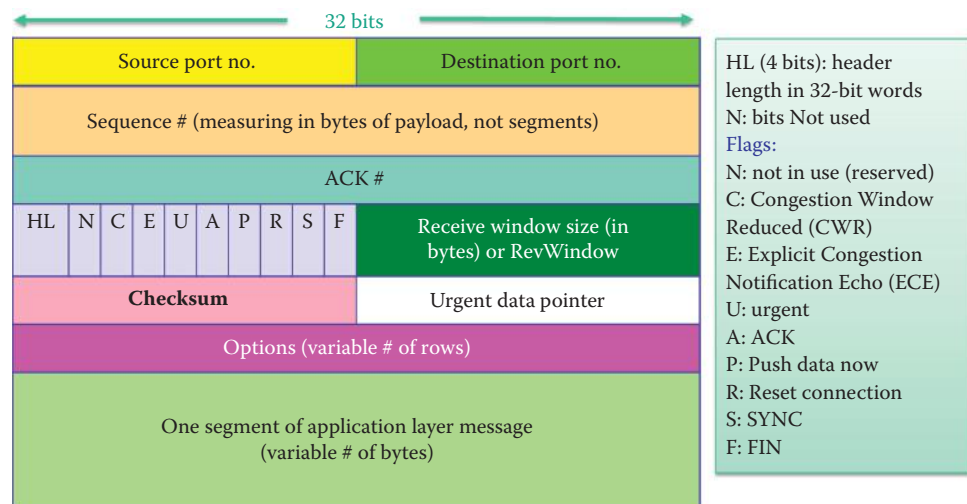 32 bits
Source port no.
Destination port no.
Sequence # (measuring in bytes of payload, not segments)
ACK #
HL N C E U A P R S F
Receive window size (in
bytes) or RevWindow
Checksum
Urgent data pointer
Options (variable # of rows)
One segment of application layer message
(variable # of bytes)
HL (4 bits): header
length in 32-bit words
N: bits Not used
Flags:
N: not in use (reserved)
C: Congestion Window
Reduced (CWR)
E: Explicit Congestion
Notification Echo (ECE)
U: urgent
A: ACK
P: Push data now
R: Reset connection
S: SYNC
F: FIN